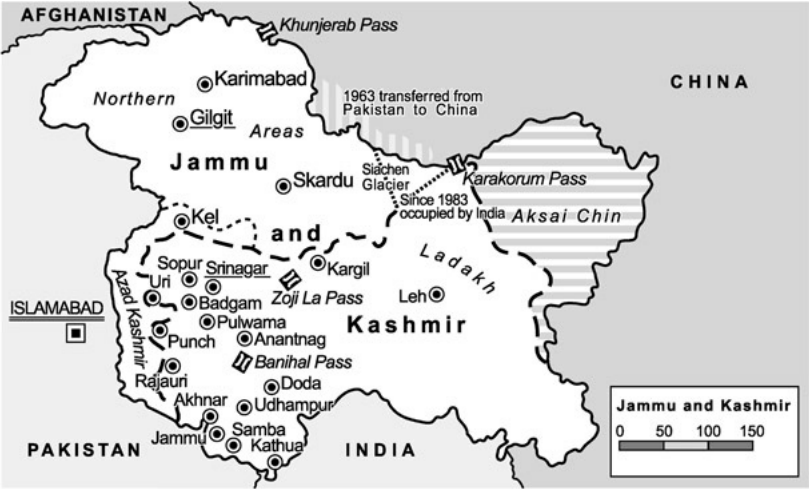 AFGHANISTAN
Khunjerab Pass
Karimabad
CHINA
Northern
1963 transferred from
Pakistan to China
Gilgit
Areas
Jammu
Siachen
Glacier
Karakorum Pass
Skardu
Since 1983
occupied by India
Aksai Chin
Kel
and
Ladakh
Sopur
Srinagar
Kargil
Uri
Azad Kashmir
Zoji La Pass
Leh
ISLAMABAD
Badgam
Pulwama
Kashmir
Punch
Anantnag
Banihal Pass
Rajauri
Doda
Akhnar
Udhampur
Jammu and Kashmir
Jammu
Samba
0 50 100 150
PAKISTAN
Kathua
INDIA